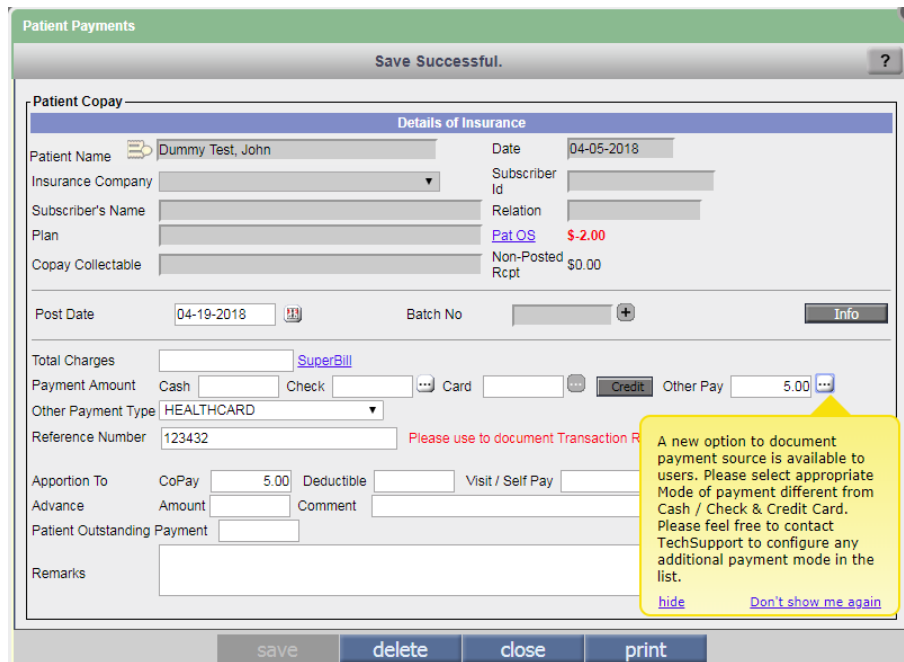 Patient Payments
Save Successful.
?
Patient Copay
Details of Insurance
Patient Name Dummy Test, John Date 04-05-2018
Insurance Company Subscriber Id
Subscriber's Name Relation
Plan Pat OS $-2.00
Copay Collectable Non-Posted Rcpt $0.00
Post Date 04-19-2018 Batch No + Info
Total Charges SuperBill
Payment Amount Cash Check ... Card ... Credit Other Pay 5.00 ...
Other Payment Type HEALTHCARD
Reference Number 123432 Please use to document Transaction R
Apportion To CoPay 5.00 Deductible Visit / Self Pay
Advance Amount Comment
Patient Outstanding Payment
Remarks
A new option to document
payment source is available to
users. Please select appropriate
Mode of payment different from
Cash / Check & Credit Card.
Please feel free to contact
TechSupport to configure any
additional payment mode in the
list.
hide Don't show me again
save delete close print